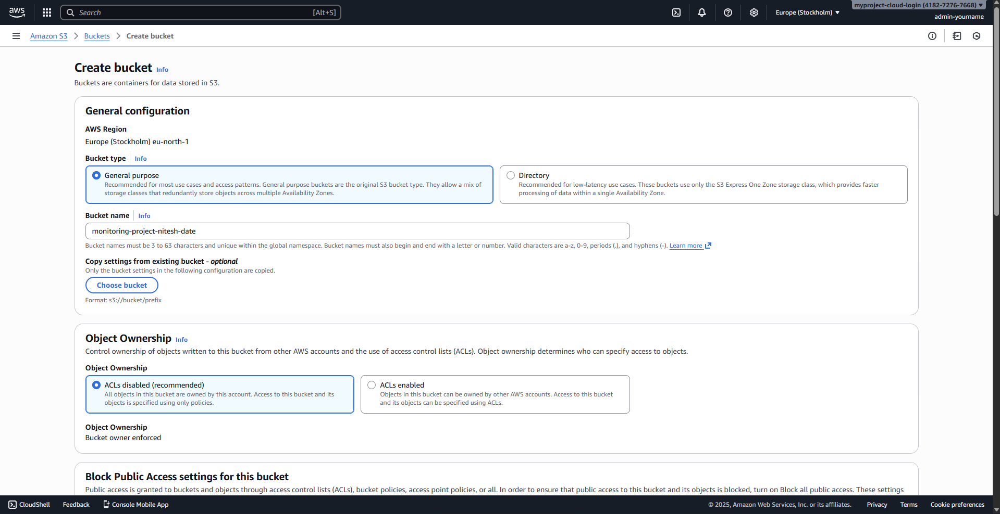 aws
Search
[Alt+S]
Europe (Stockholm)
myproject-cloud-login (4182-7276-7668)
admin-yourname
Amazon S3
Buckets
Create bucket
Create bucket Info
Buckets are containers for data stored in S3.
General configuration
AWS Region
Europe (Stockholm) eu-north-1
Bucket type Info
General purpose
Recommended for most use cases and access patterns. General purpose buckets are the original S3 bucket type. They allow a mix of
storage classes that redundantly store objects across multiple Availability Zones.
Directory
Recommended for low-latency use cases. These buckets use only the S3 Express One Zone storage class, which provides faster
processing of data within a single Availability Zone.
Bucket name Info
monitoring-project-nitesh-date
Bucket names must be 3 to 63 characters and unique within the global namespace. Bucket names must also begin and end with a letter or number. Valid characters are a-z, 0-9, periods (.), and hyphens (-). Learn more
Copy settings from existing bucket - optional
Only the bucket settings in the following configuration are copied.
Choose bucket
Format: s3://bucket/prefix
Object Ownership Info
Control ownership of objects written to this bucket from other AWS accounts and the use of access control lists (ACLs). Object ownership determines who can specify access to objects.
Object Ownership
ACLs disabled (recommended)
All objects in this bucket are owned by this account. Access to this bucket and its
objects is specified using only policies.
ACLs enabled
Objects in this bucket can be owned by other AWS accounts. Access to this bucket
and its objects can be specified using ACLs.
Object Ownership
Bucket owner enforced
Block Public Access settings for this bucket
Public access is granted to buckets and objects through access control lists (ACLs), bucket policies, access point policies, or all. In order to ensure that public access to this bucket and its objects is blocked, turn on Block all public access. These settings
CloudShell
Feedback
Console Mobile App
© 2025, Amazon Web Services, Inc. or its affiliates.
Privacy
Terms
Cookie preferences